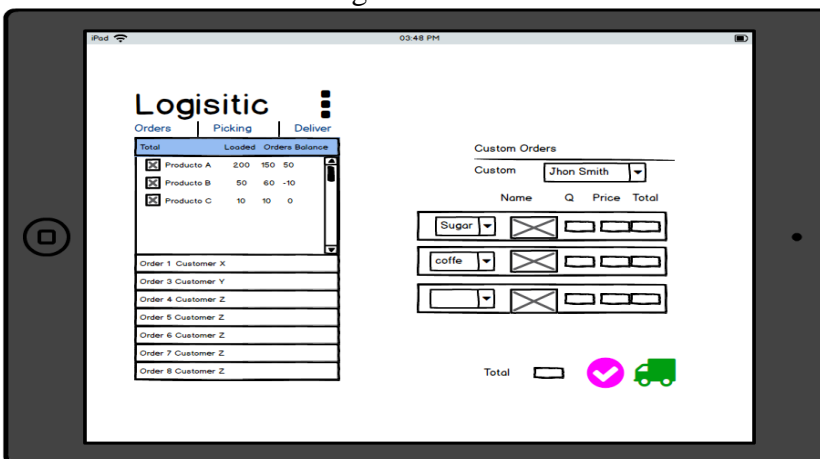 iPod
03:48 PM
Logisitic
Orders Picking Deliver
Total Loaded Orders Balance
Producto A 200 150 50
Producto B 50 60 -10
Producto C 10 10 0
Order 1 Customer X
Order 3 Customer Y
Order 4 Customer Z
Order 5 Customer Z
Order 6 Customer Z
Order 7 Customer Z
Order 8 Customer Z
Custom Orders
Custom Jhon Smith
Name Q Price Total
Sugar
coffe
Total